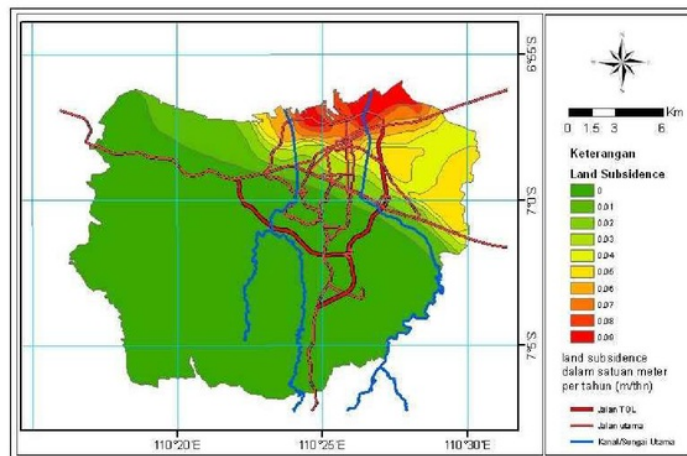 6°55'S
7°0'S
7°5'S
110°20'E
110°25'E
110°30'E
0 1.5 3 6
Km
Keterangan
Land Subsidence
0
0.01
0.02
0.03
0.04
0.05
0.06
0.07
0.08
0.09
land subsidence
dalam satuan meter
per tahun (m/thn)
Jalan TOL
Jalan utama
Kanal/Sungai Utama